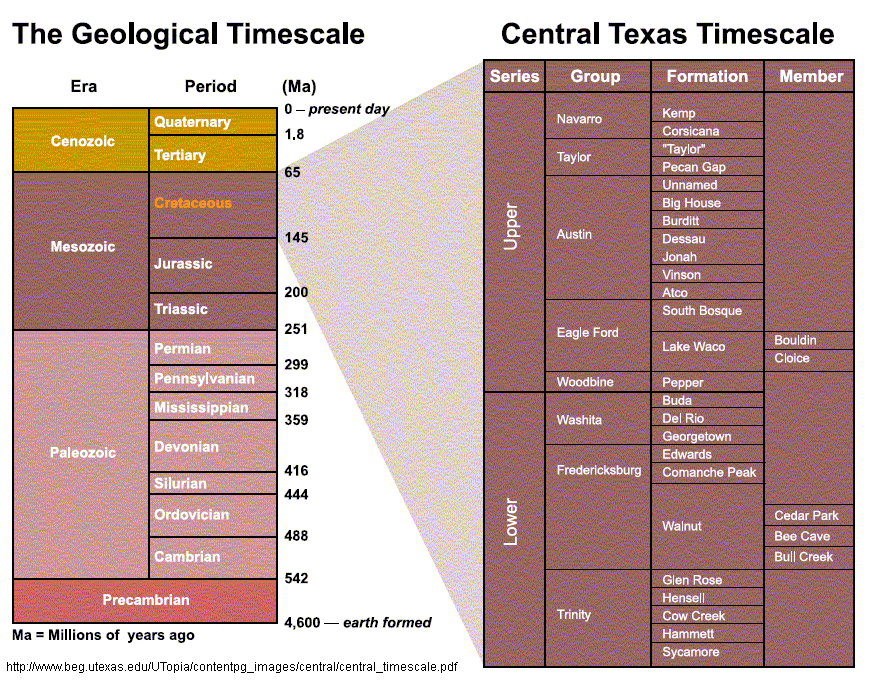 The Geological Timescale
Era Period (Ma)
0 – present day
Cenozoic
Quaternary
1.8
Tertiary
65
Mesozoic
Cretaceous
145
Jurassic
200
Triassic
251
Paleozoic
Permian
299
Pennsylvanian
318
Mississippian
359
Devonian
416
Silurian
444
Ordovician
488
Cambrian
542
Precambrian
4,600 — earth formed
Ma = Millions of years ago
http://www.beg.utexas.edu/UTopia/contentpg_images/central/central_timescale.pdf
Central Texas Timescale
Series Group Formation Member
Upper
Navarro
Kemp
Corsicana
Taylor
"Taylor"
Pecan Gap
Austin
Unnamed
Big House
Burditt
Dessau
Jonah
Vinson
Atco
Eagle Ford
South Bosque
Lake Waco
Bouldin
Cloice
Woodbine
Pepper
Lower
Washita
Buda
Del Rio
Georgetown
Fredericksburg
Edwards
Comanche Peak
Walnut
Cedar Park
Bee Cave
Bull Creek
Trinity
Glen Rose
Hensell
Cow Creek
Hammett
Sycamore